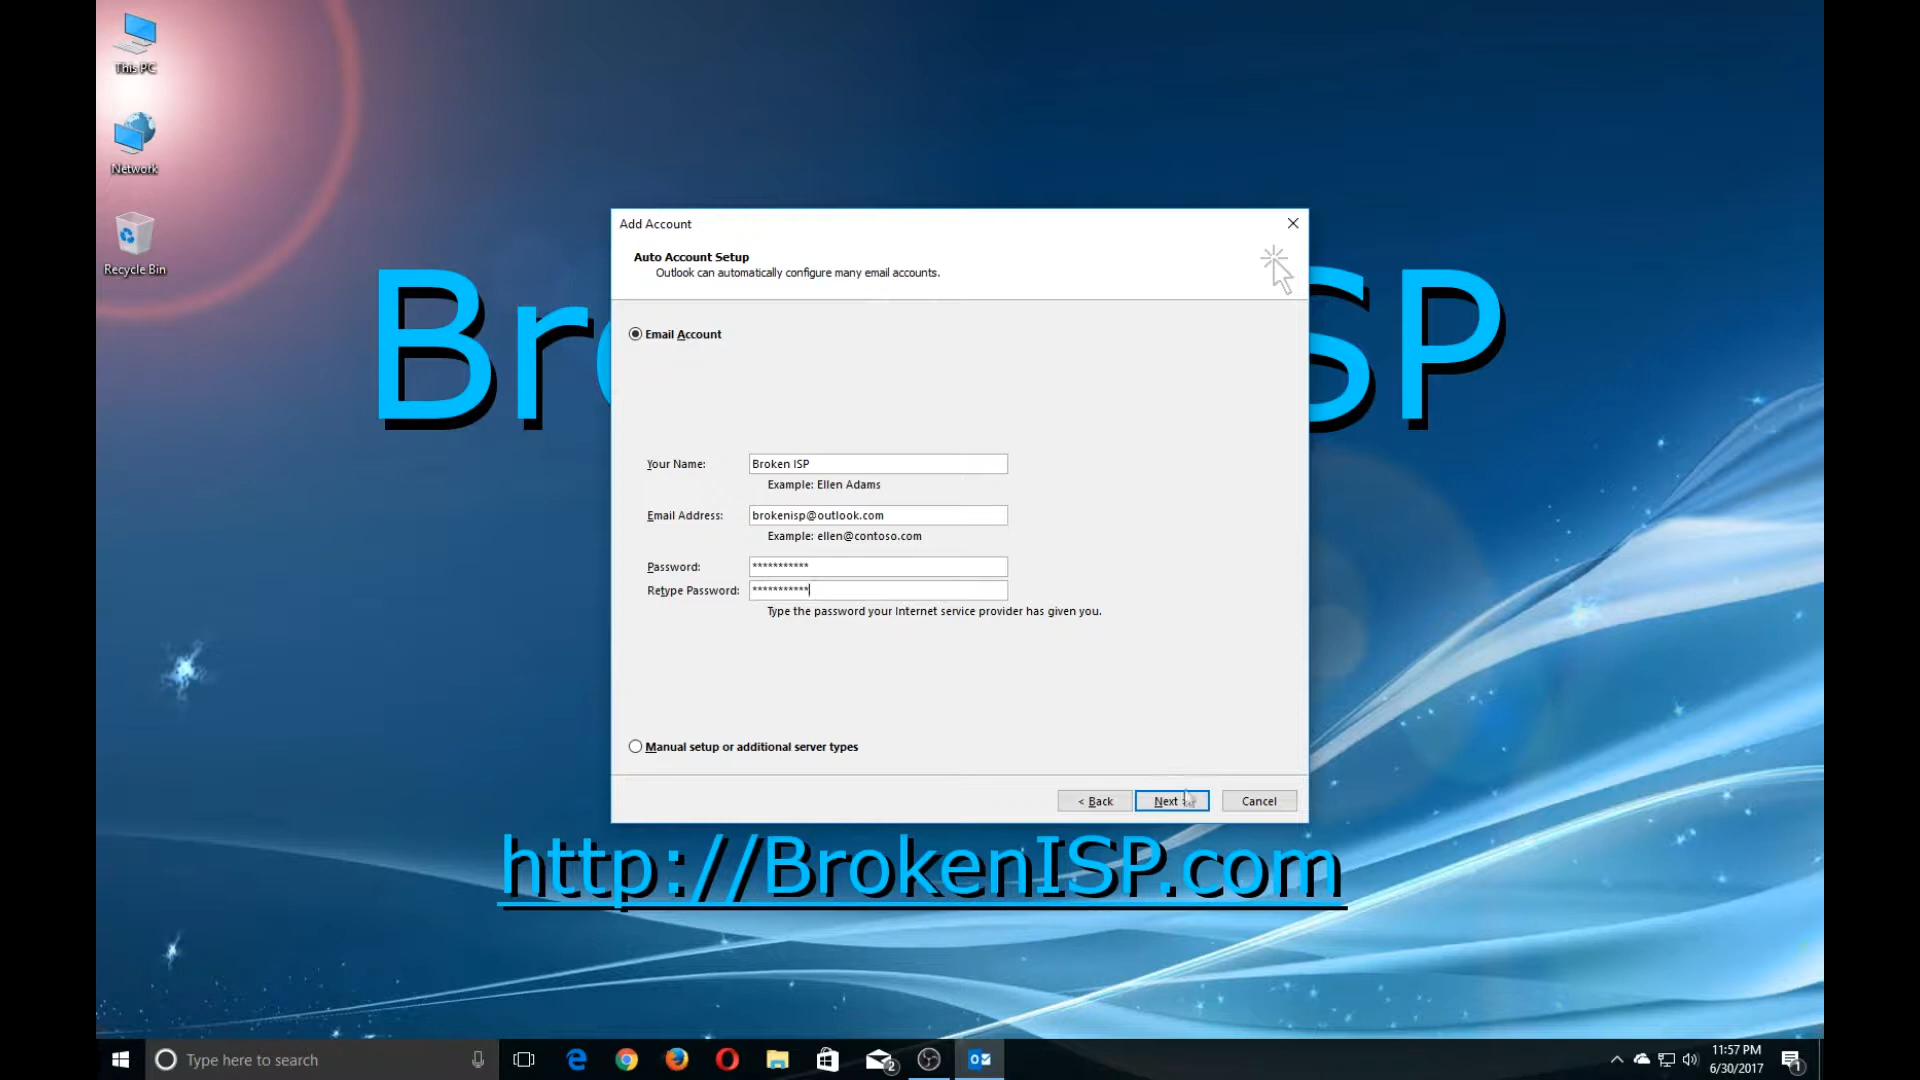 This PC
Network
Recycle Bin
Br
SP
Add Account
Auto Account Setup
Outlook can automatically configure many email accounts.
Email Account
Your Name: Broken ISP
Example: Ellen Adams
Email Address: brokenisp@outlook.com
Example: ellen@contoso.com
Password: ***********
Retype Password: ***********
Type the password your Internet service provider has given you.
Manual setup or additional server types
< Back Next > Cancel
http://BrokenISP.com
Type here to search
2
11:57 PM
6/30/2017
1